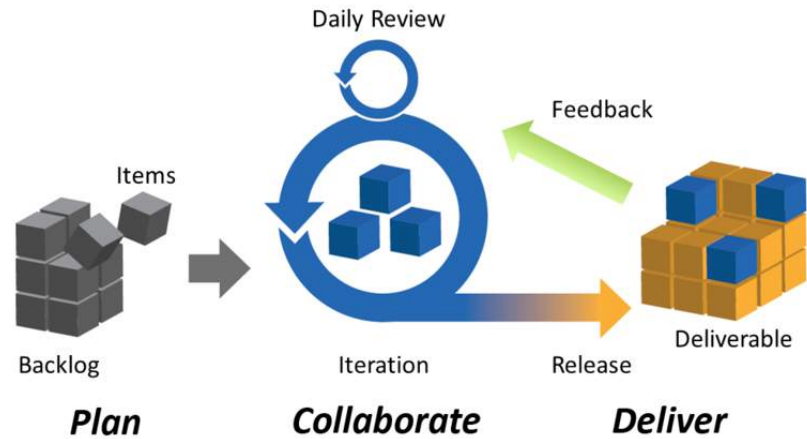 Daily Review
Feedback
Items
Backlog
Iteration
Release
Deliverable
Plan
Collaborate
Deliver